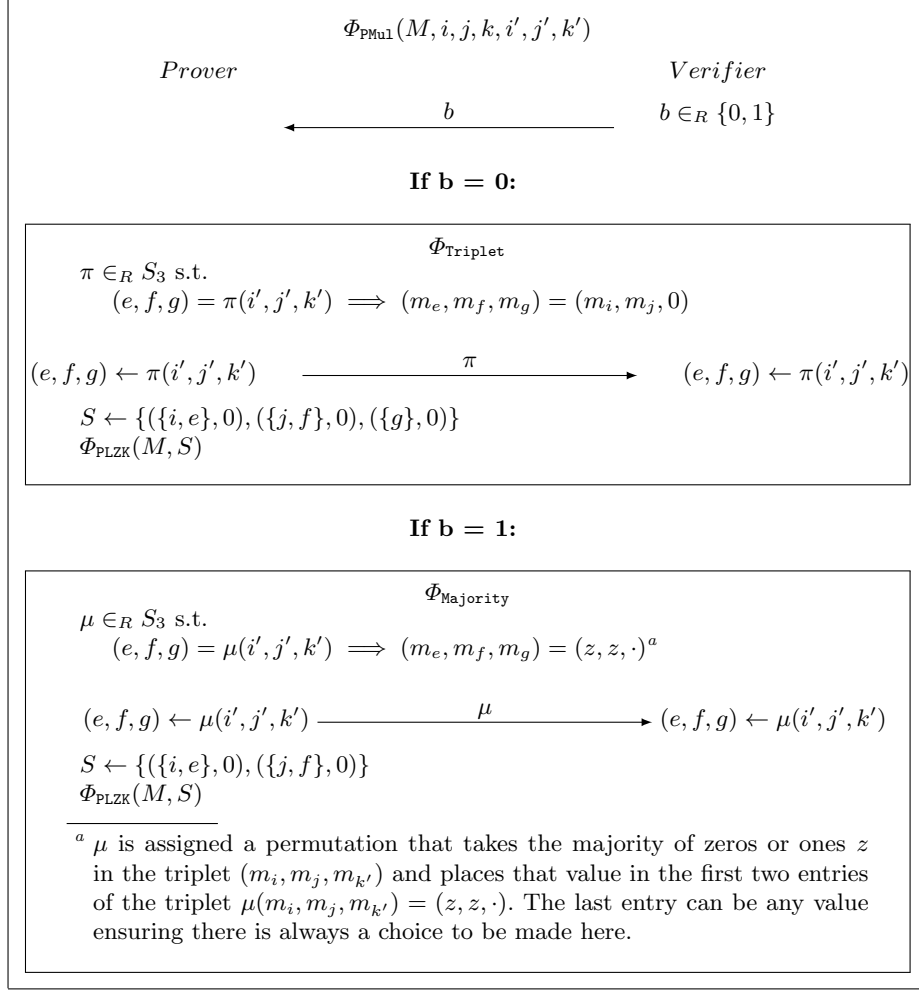 Φ_PMul(M, i, j, k, i′, j′, k′)
Prover Verifier
b b ∈_R {0, 1}
If b = 0:
Φ_Triplet
π ∈_R S_3 s.t.
(e, f, g) = π(i′, j′, k′) ⟹ (m_e, m_f, m_g) = (m_i, m_j, 0)
(e, f, g) ← π(i′, j′, k′) π (e, f, g) ← π(i′, j′, k′)
S ← {({i, e}, 0), ({j, f}, 0), ({g}, 0)}
Φ_PLZK(M, S)
If b = 1:
Φ_Majority
μ ∈_R S_3 s.t.
(e, f, g) = μ(i′, j′, k′) ⟹ (m_e, m_f, m_g) = (z, z, ·)^a
(e, f, g) ← μ(i′, j′, k′) μ (e, f, g) ← μ(i′, j′, k′)
S ← {({i, e}, 0), ({j, f}, 0)}
Φ_PLZK(M, S)
^a μ is assigned a permutation that takes the majority of zeros or ones z
in the triplet (m_i, m_j, m_k′) and places that value in the first two entries
of the triplet μ(m_i, m_j, m_k′) = (z, z, ·). The last entry can be any value
ensuring there is always a choice to be made here.